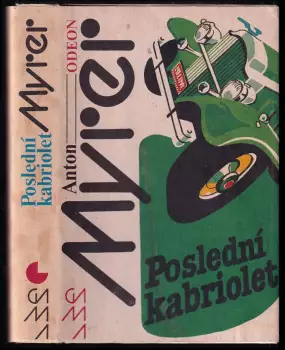 Poslední
kabriolet
Myrer
Anton
Myrer
ODEON
Poslední
kabriolet